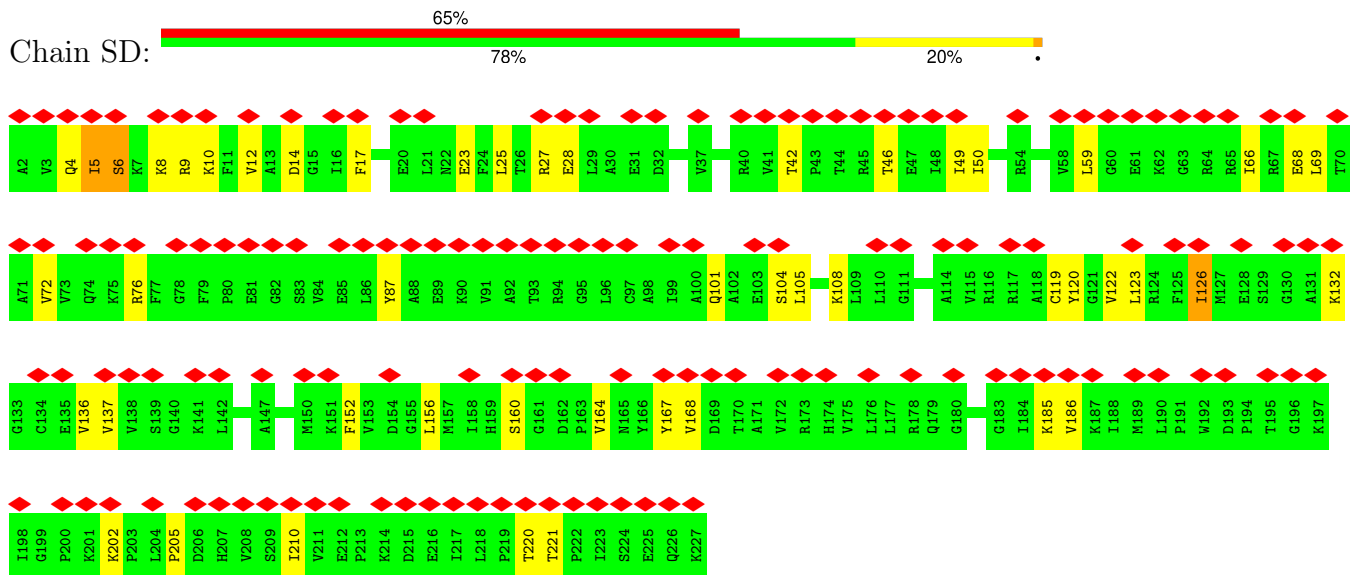 65%
Chain SD:
78% 20% •
A2 V3 Q4 I5 S6 K7 K8 R9 K10 F11 V12 A13 D14 G15 I16 F17 E20 L21 N22 E23 F24 L25 T26 R27 E28 L29 A30 E31 D32 V37 R40 V41 T42 P43 T44 R45 T46 E47 I48 I49 I50 R54 V58 L59 G60 E61 K62 G63 R64 R65 I66 R67 E68 L69 T70
A71 V72 V73 Q74 K75 R76 F77 G78 F79 P80 E81 G82 S83 V84 E85 L86 Y87 A88 E89 K90 V91 A92 T93 R94 G95 L96 C97 A98 I99 A100 Q101 A102 E103 S104 L105 K108 L109 L110 G111 A114 V115 R116 R117 A118 C119 Y120 G121 V122 L123 R124 F125 I126 M127 E128 S129 G130 A131 K132
G133 C134 E135 V136 V137 V138 S139 G140 K141 L142 A147 M150 K151 F152 V153 D154 G155 L156 M157 I158 H159 S160 G161 D162 P163 V164 N165 Y166 Y167 V168 D169 T170 A171 V172 R173 H174 V175 L176 L177 R178 Q179 G180 G183 I184 K185 V186 K187 I188 M189 L190 P191 W192 D193 P194 T195 G196 K197
I198 G199 P200 K201 K202 P203 L204 P205 D206 H207 V208 S209 I210 V211 E212 P213 K214 D215 E216 I217 L218 P219 T220 T221 P222 I223 S224 E225 Q226 K227